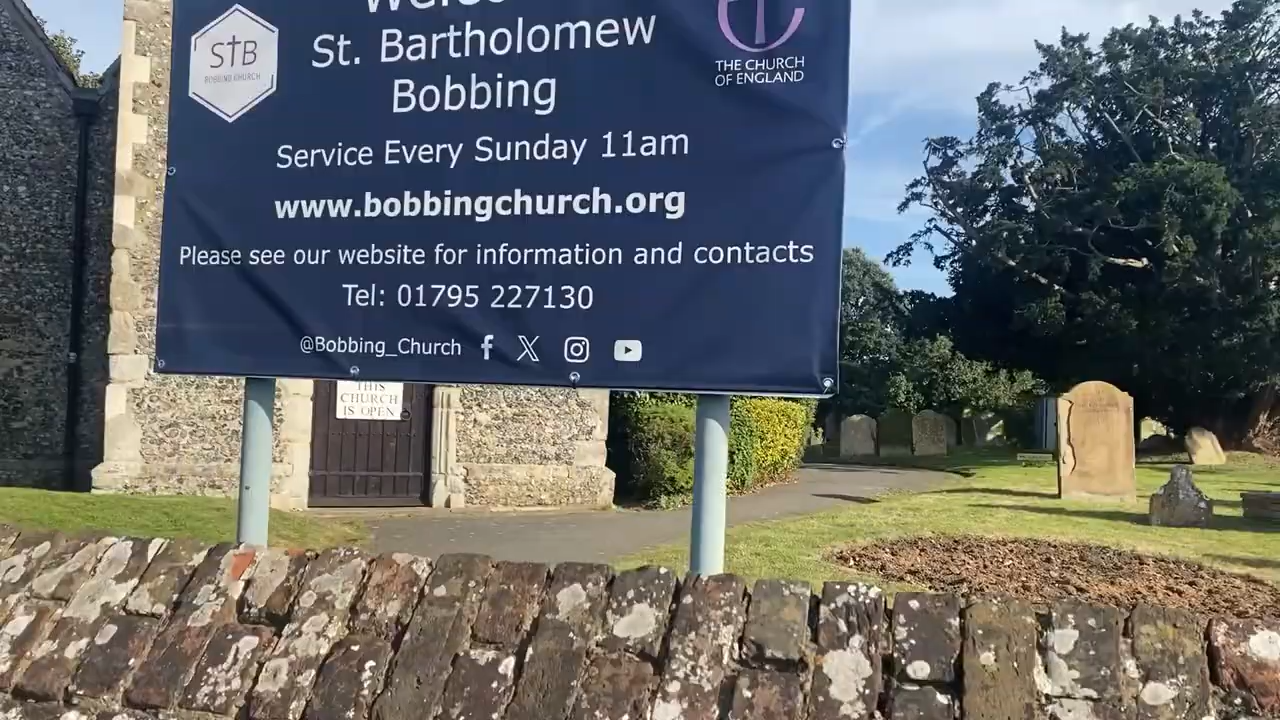 STB
BOBBING CHURCH
St. Bartholomew
Bobbing
THE CHURCH
OF ENGLAND
Service Every Sunday 11am
www.bobbingchurch.org
Please see our website for information and contacts
Tel: 01795 227130
@Bobbing_Church
THIS
CHURCH
IS OPEN